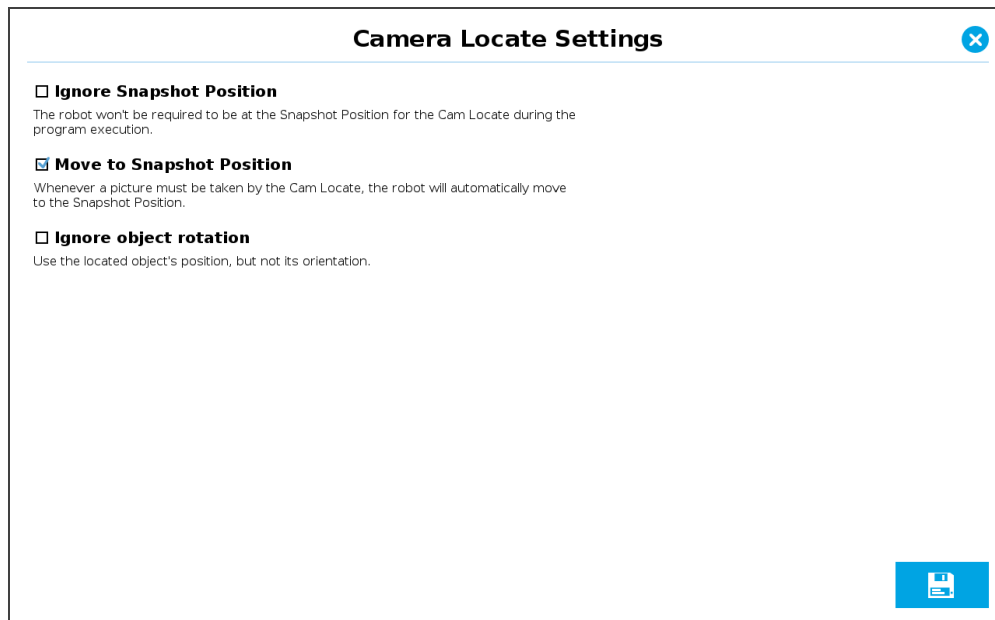 Camera Locate Settings
Ignore Snapshot Position
The robot won't be required to be at the Snapshot Position for the Cam Locate during the
program execution.
Move to Snapshot Position
Whenever a picture must be taken by the Cam Locate, the robot will automatically move
to the Snapshot Position.
Ignore object rotation
Use the located object's position, but not its orientation.